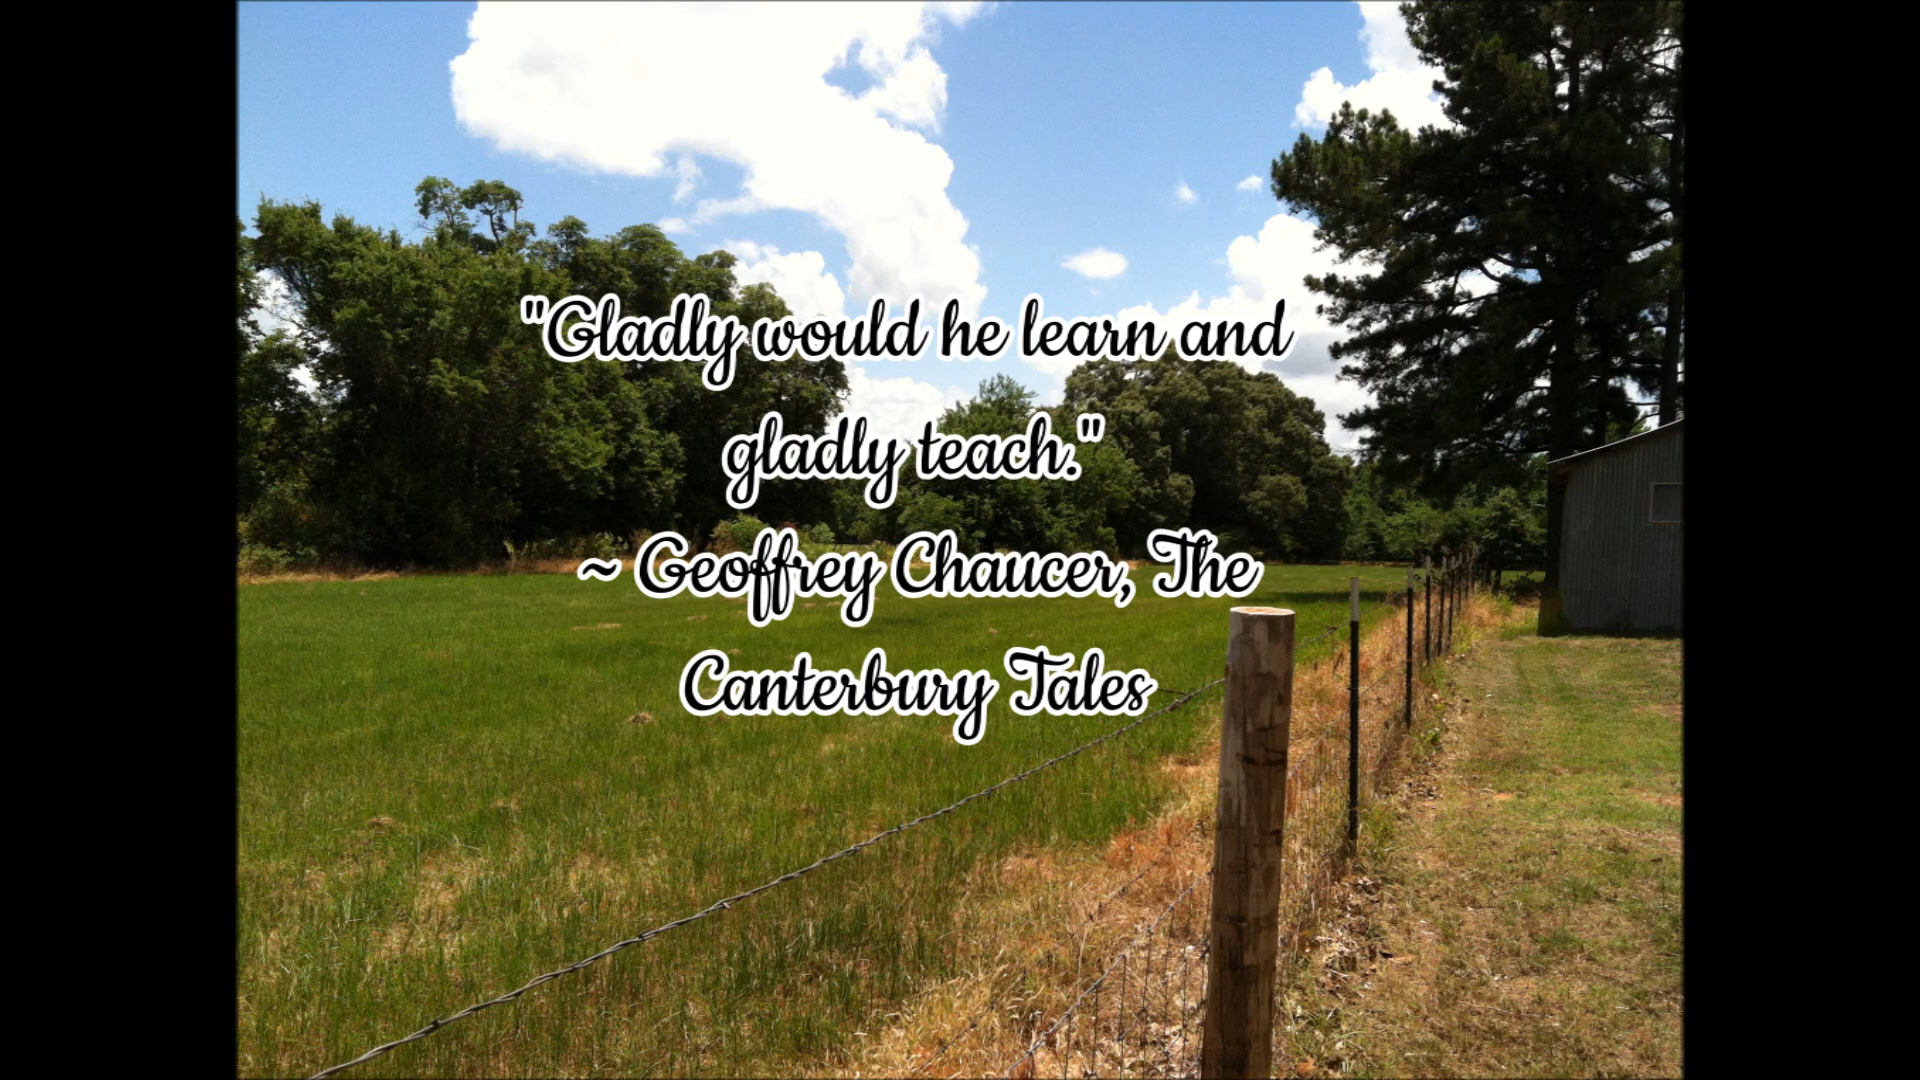 "Gladly would he learn and
gladly teach."
~ Geoffrey Chaucer, The
Canterbury Tales